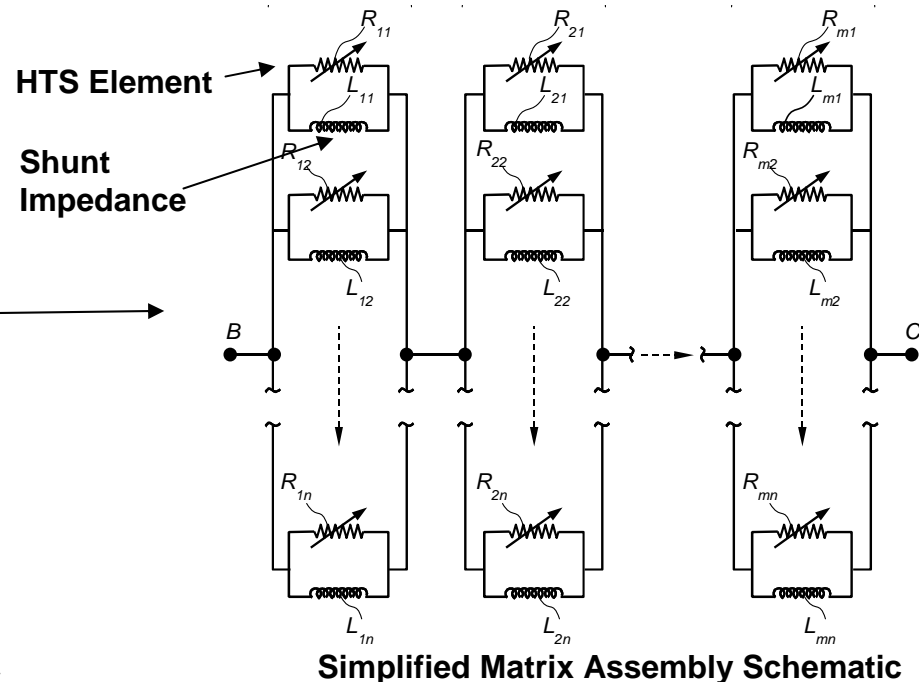 R11 R21 Rm1
HTS Element
L11 L21 Lm1
Shunt
Impedance
R12 R22 Rm2
L12 L22 Lm2
B C
R1n R2n Rmn
L1n L2n Lmn
Simplified Matrix Assembly Schematic